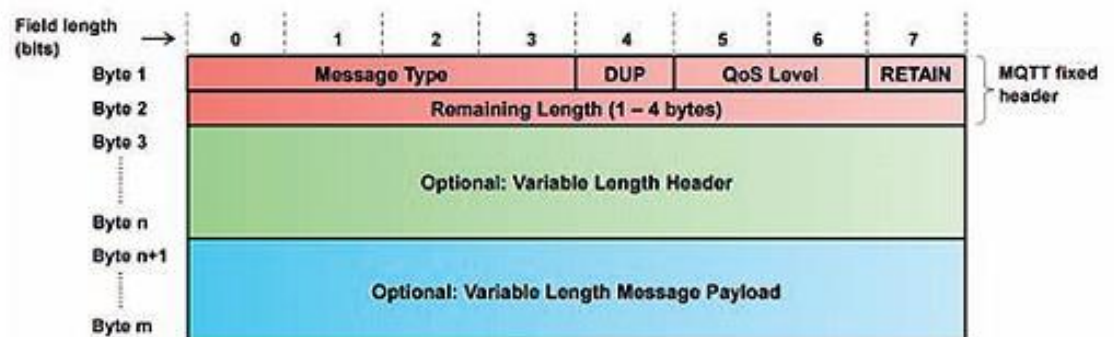 Field length
(bits)
0 1 2 3 4 5 6 7
Byte 1 Message Type DUP QoS Level RETAIN MQTT fixed
Byte 2 Remaining Length (1 – 4 bytes) header
Byte 3
Optional: Variable Length Header
Byte n
Byte n+1
Optional: Variable Length Message Payload
Byte m